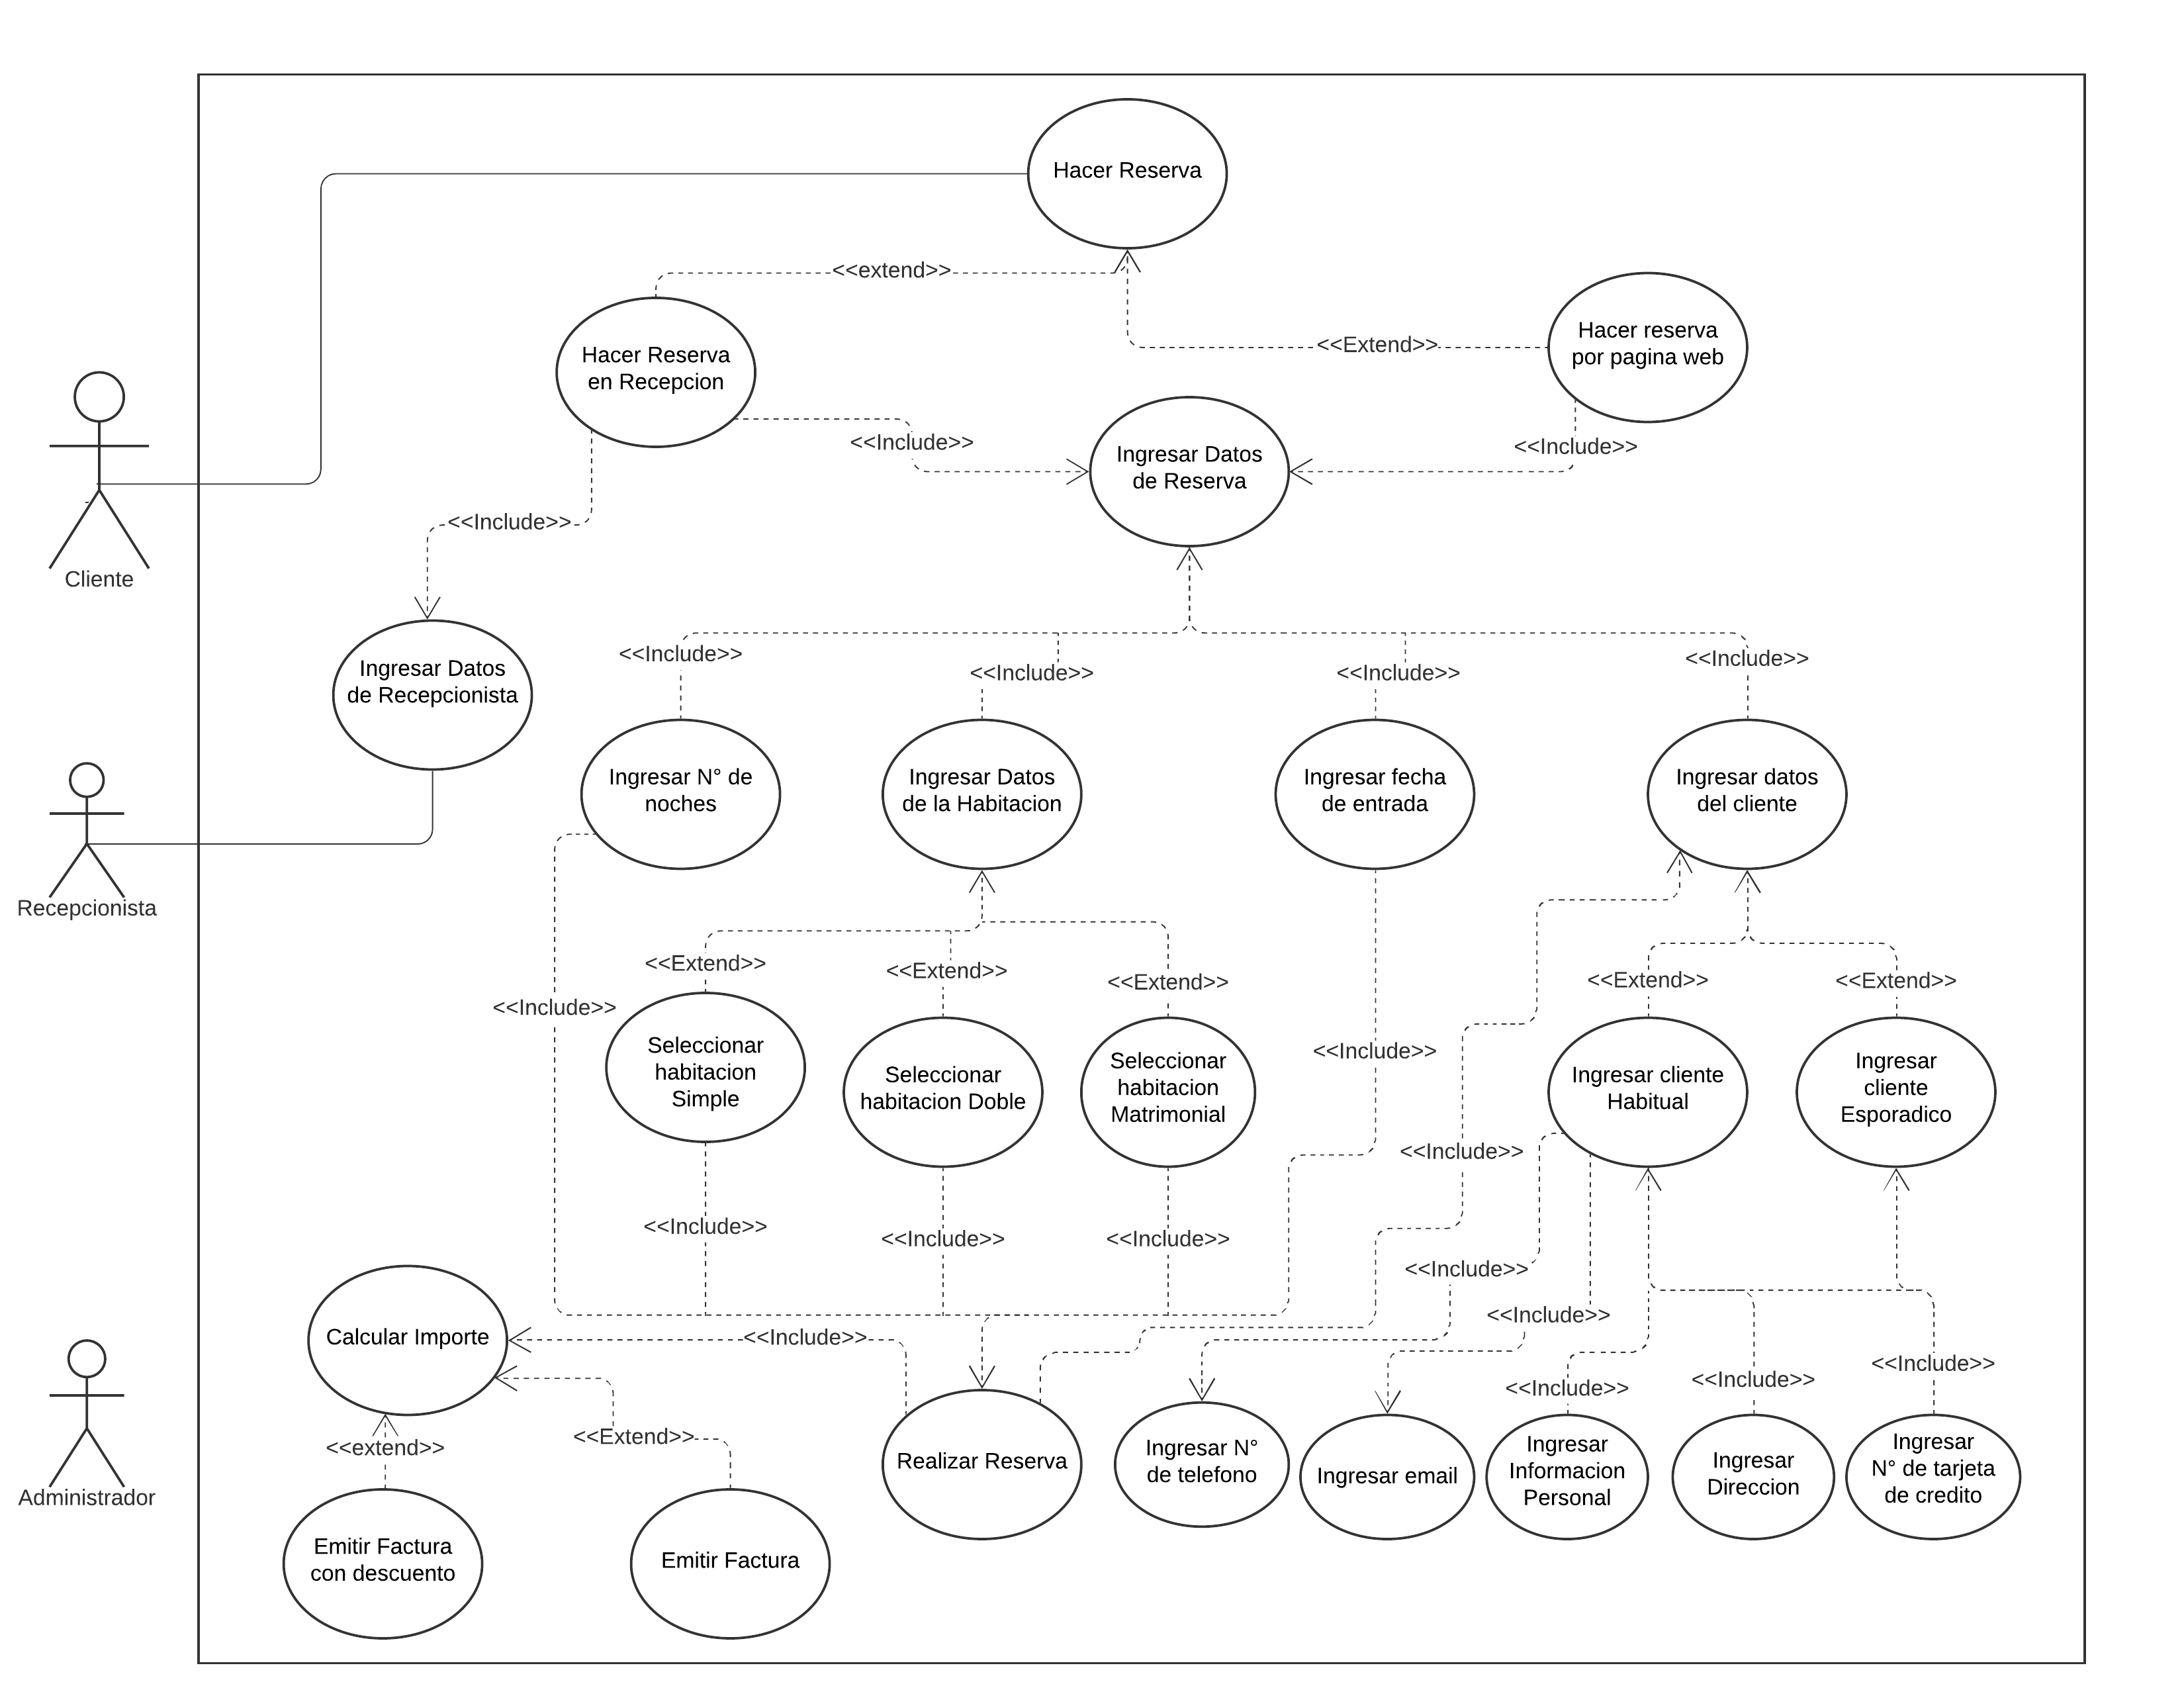 Hacer Reserva
<<extend>>
Hacer reserva
por pagina web
<<Extend>>
Hacer Reserva
en Recepcion
<<Include>>
Ingresar Datos
de Reserva
<<Include>>
<<Include>>
Cliente
Ingresar Datos
de Recepcionista
<<Include>>
<<Include>>
<<Include>>
<<Include>>
Ingresar N° de
noches
Ingresar Datos
de la Habitacion
Ingresar fecha
de entrada
Ingresar datos
del cliente
Recepcionista
<<Extend>>
<<Extend>>
<<Extend>>
<<Extend>>
<<Extend>>
<<Include>>
Seleccionar
habitacion
Simple
Seleccionar
habitacion Doble
Seleccionar
habitacion
Matrimonial
<<Include>>
Ingresar cliente
Habitual
Ingresar
cliente
Esporadico
<<Include>>
<<Include>>
<<Include>>
<<Include>>
<<Include>>
<<Include>>
Calcular Importe
<<Include>>
<<Include>>
<<Include>>
<<Include>>
<<extend>>
<<Extend>>
Realizar Reserva
Ingresar N°
de telefono
Ingresar email
Ingresar
Informacion
Personal
Ingresar
Direccion
Ingresar
N° de tarjeta
de credito
Administrador
Emitir Factura
con descuento
Emitir Factura